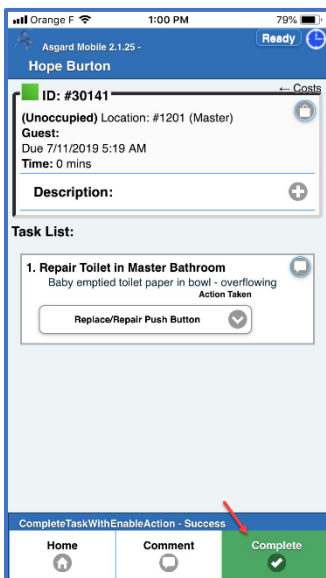 Orange F 1:00 PM 79%
Asgard Mobile 2.1.25 - Ready
Hope Burton
ID: #30141 ← Costs
(Unoccupied) Location: #1201 (Master)
Guest:
Due 7/11/2019 5:19 AM
Time: 0 mins
Description:
Task List:
1. Repair Toilet in Master Bathroom
Baby emptied toilet paper in bowl - overflowing
Action Taken
Replace/Repair Push Button
CompleteTaskWithEnableAction - Success
Home Comment Complete